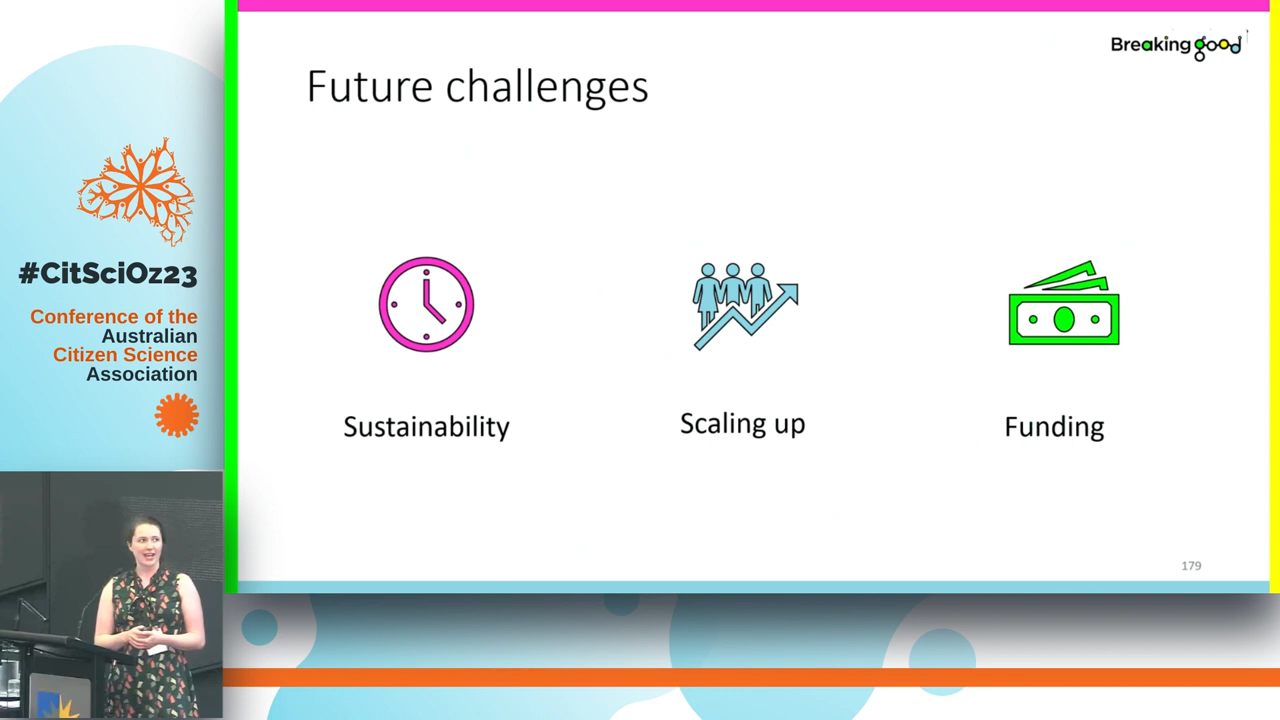 Breaking good
Future challenges
#CitSciOz23
Conference of the
Australian
Citizen Science
Association
Sustainability
Scaling up
Funding
179